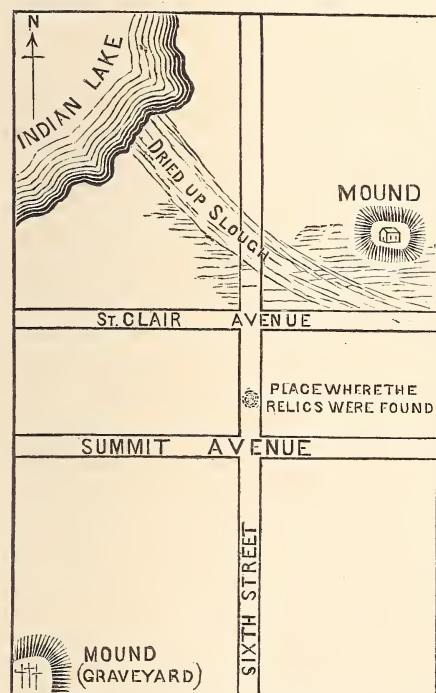 N
INDIAN LAKE
DRIED UP SLOUGH
MOUND
ST. CLAIR AVENUE
PLACE WHERE THE
RELICS WERE FOUND
SUMMIT AVENUE
SIXTH STREET
MOUND
(GRAVEYARD)